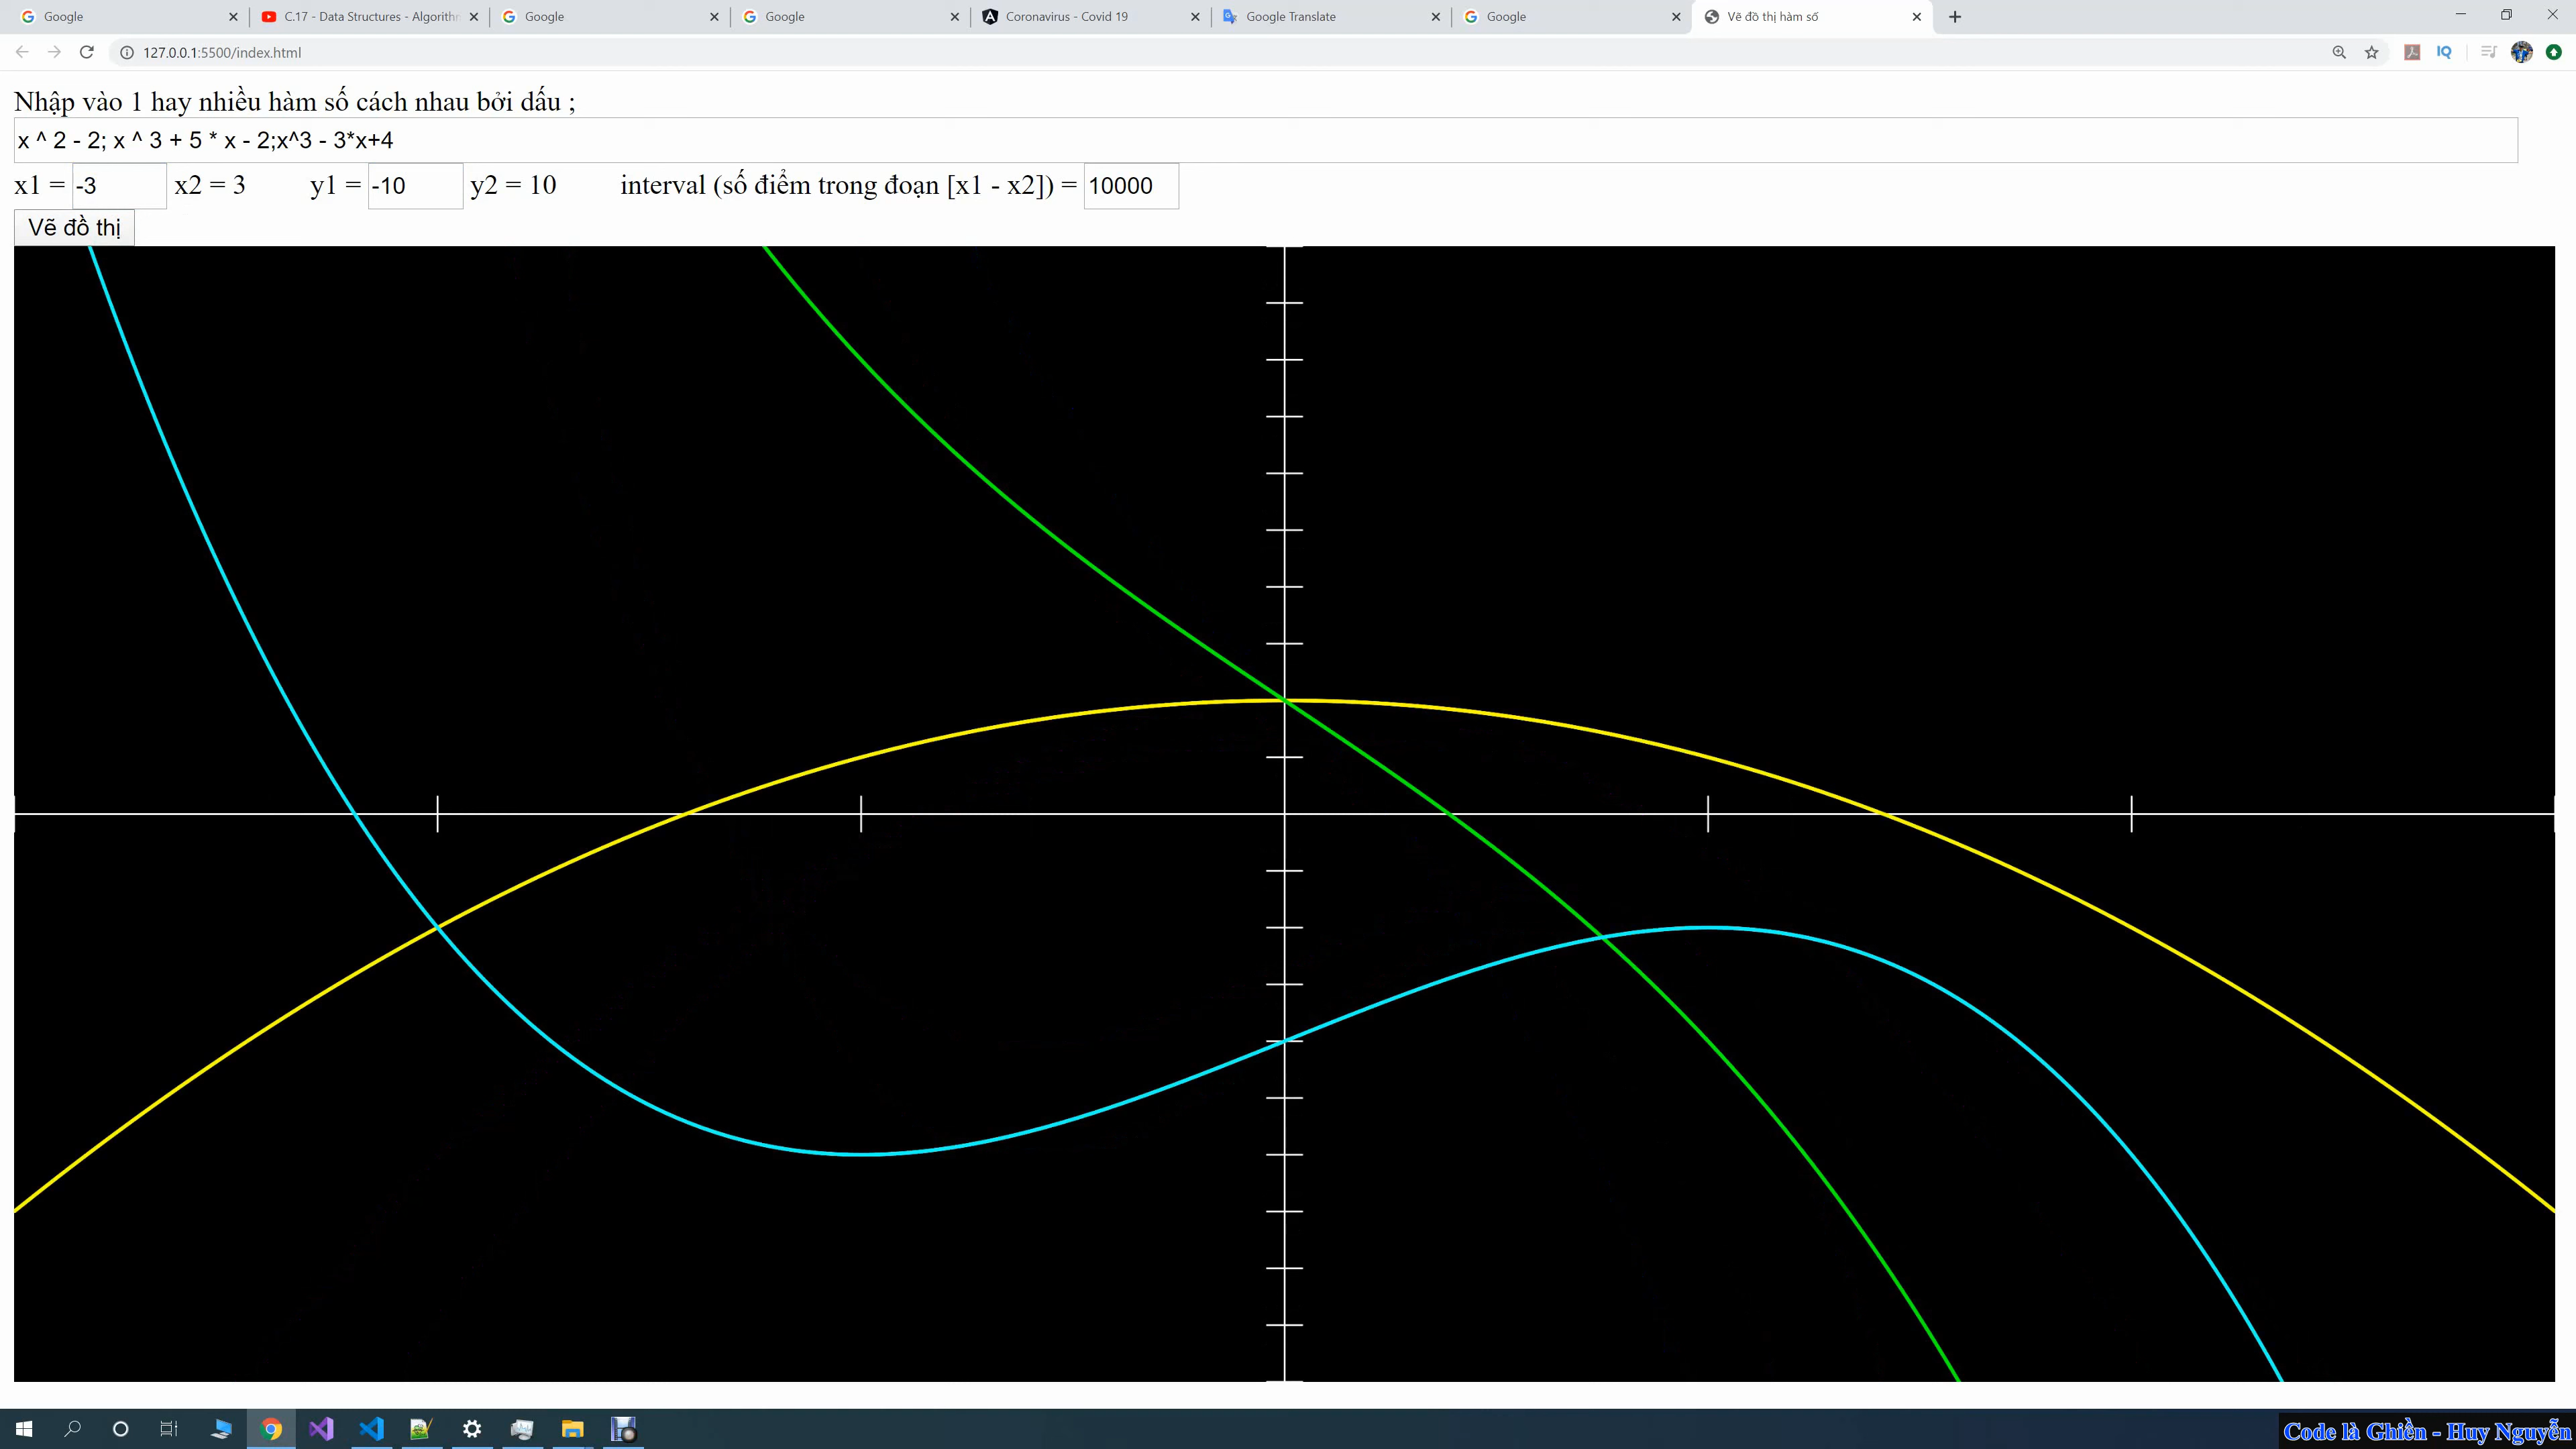 Google
C.17 - Data Structures - Algorithm
Google
Google
Coronavirus - Covid 19
Google Translate
Google
Vẽ đồ thị hàm số
127.0.0.1:5500/index.html
IQ
Nhập vào 1 hay nhiều hàm số cách nhau bởi dấu ;
x ^ 2 - 2; x ^ 3 + 5 * x - 2;x^3 - 3*x+4
x1 = -3 x2 = 3 y1 = -10 y2 = 10 interval (số điểm trong đoạn [x1 - x2]) = 10000
Vẽ đồ thị
Code là Ghiền - Huy Nguyễn